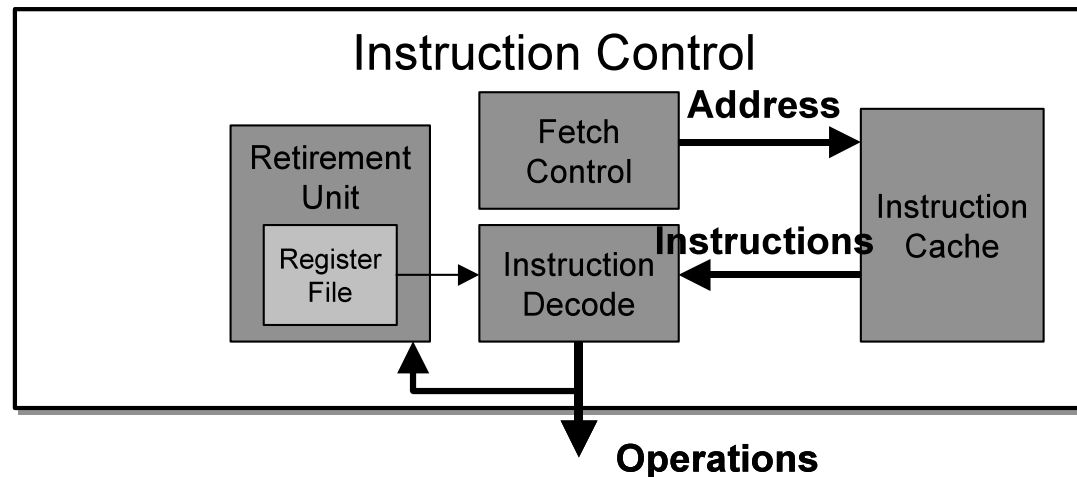 Instruction Control
Address
Fetch
Control
Retirement
Unit
Instruction
Cache
Instructions
Register
File
Instruction
Decode
Operations